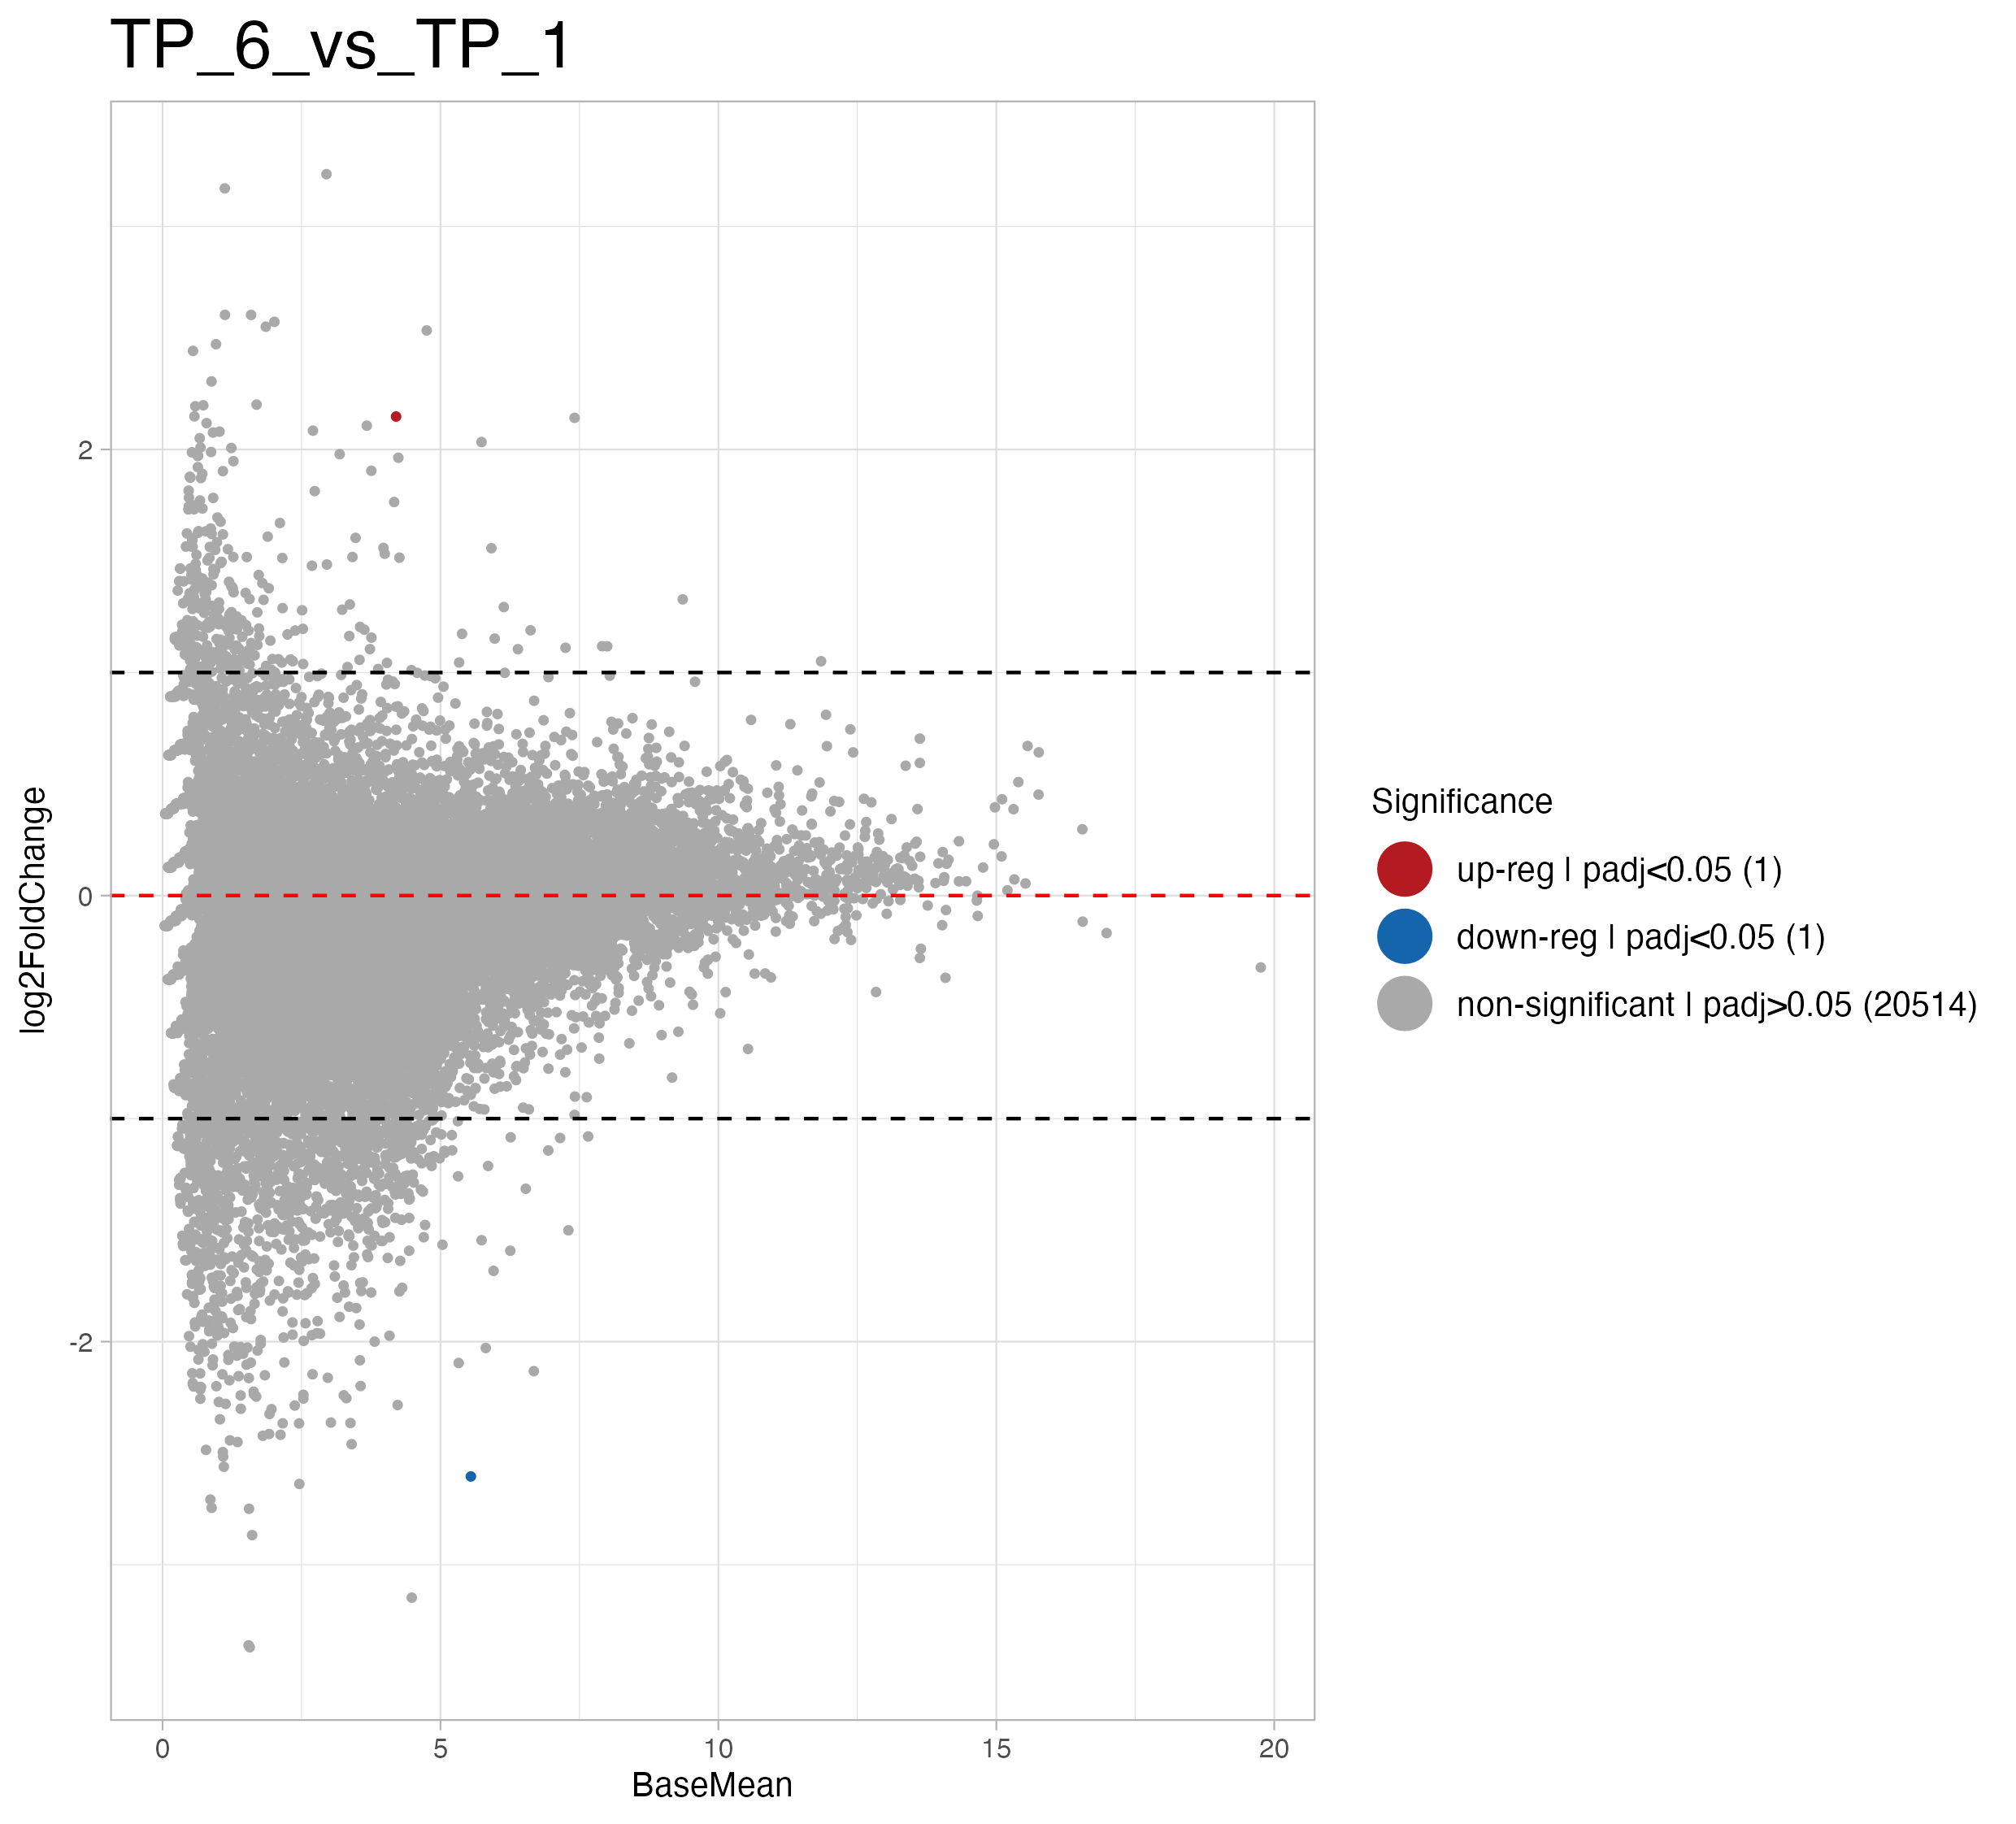 TP_6_vs_TP_1
log2FoldChange
2
0
-2
0
5
10
15
20
BaseMean
Significance
up-reg | padj<0.05 (1)
down-reg | padj<0.05 (1)
non-significant | padj>0.05 (20514)